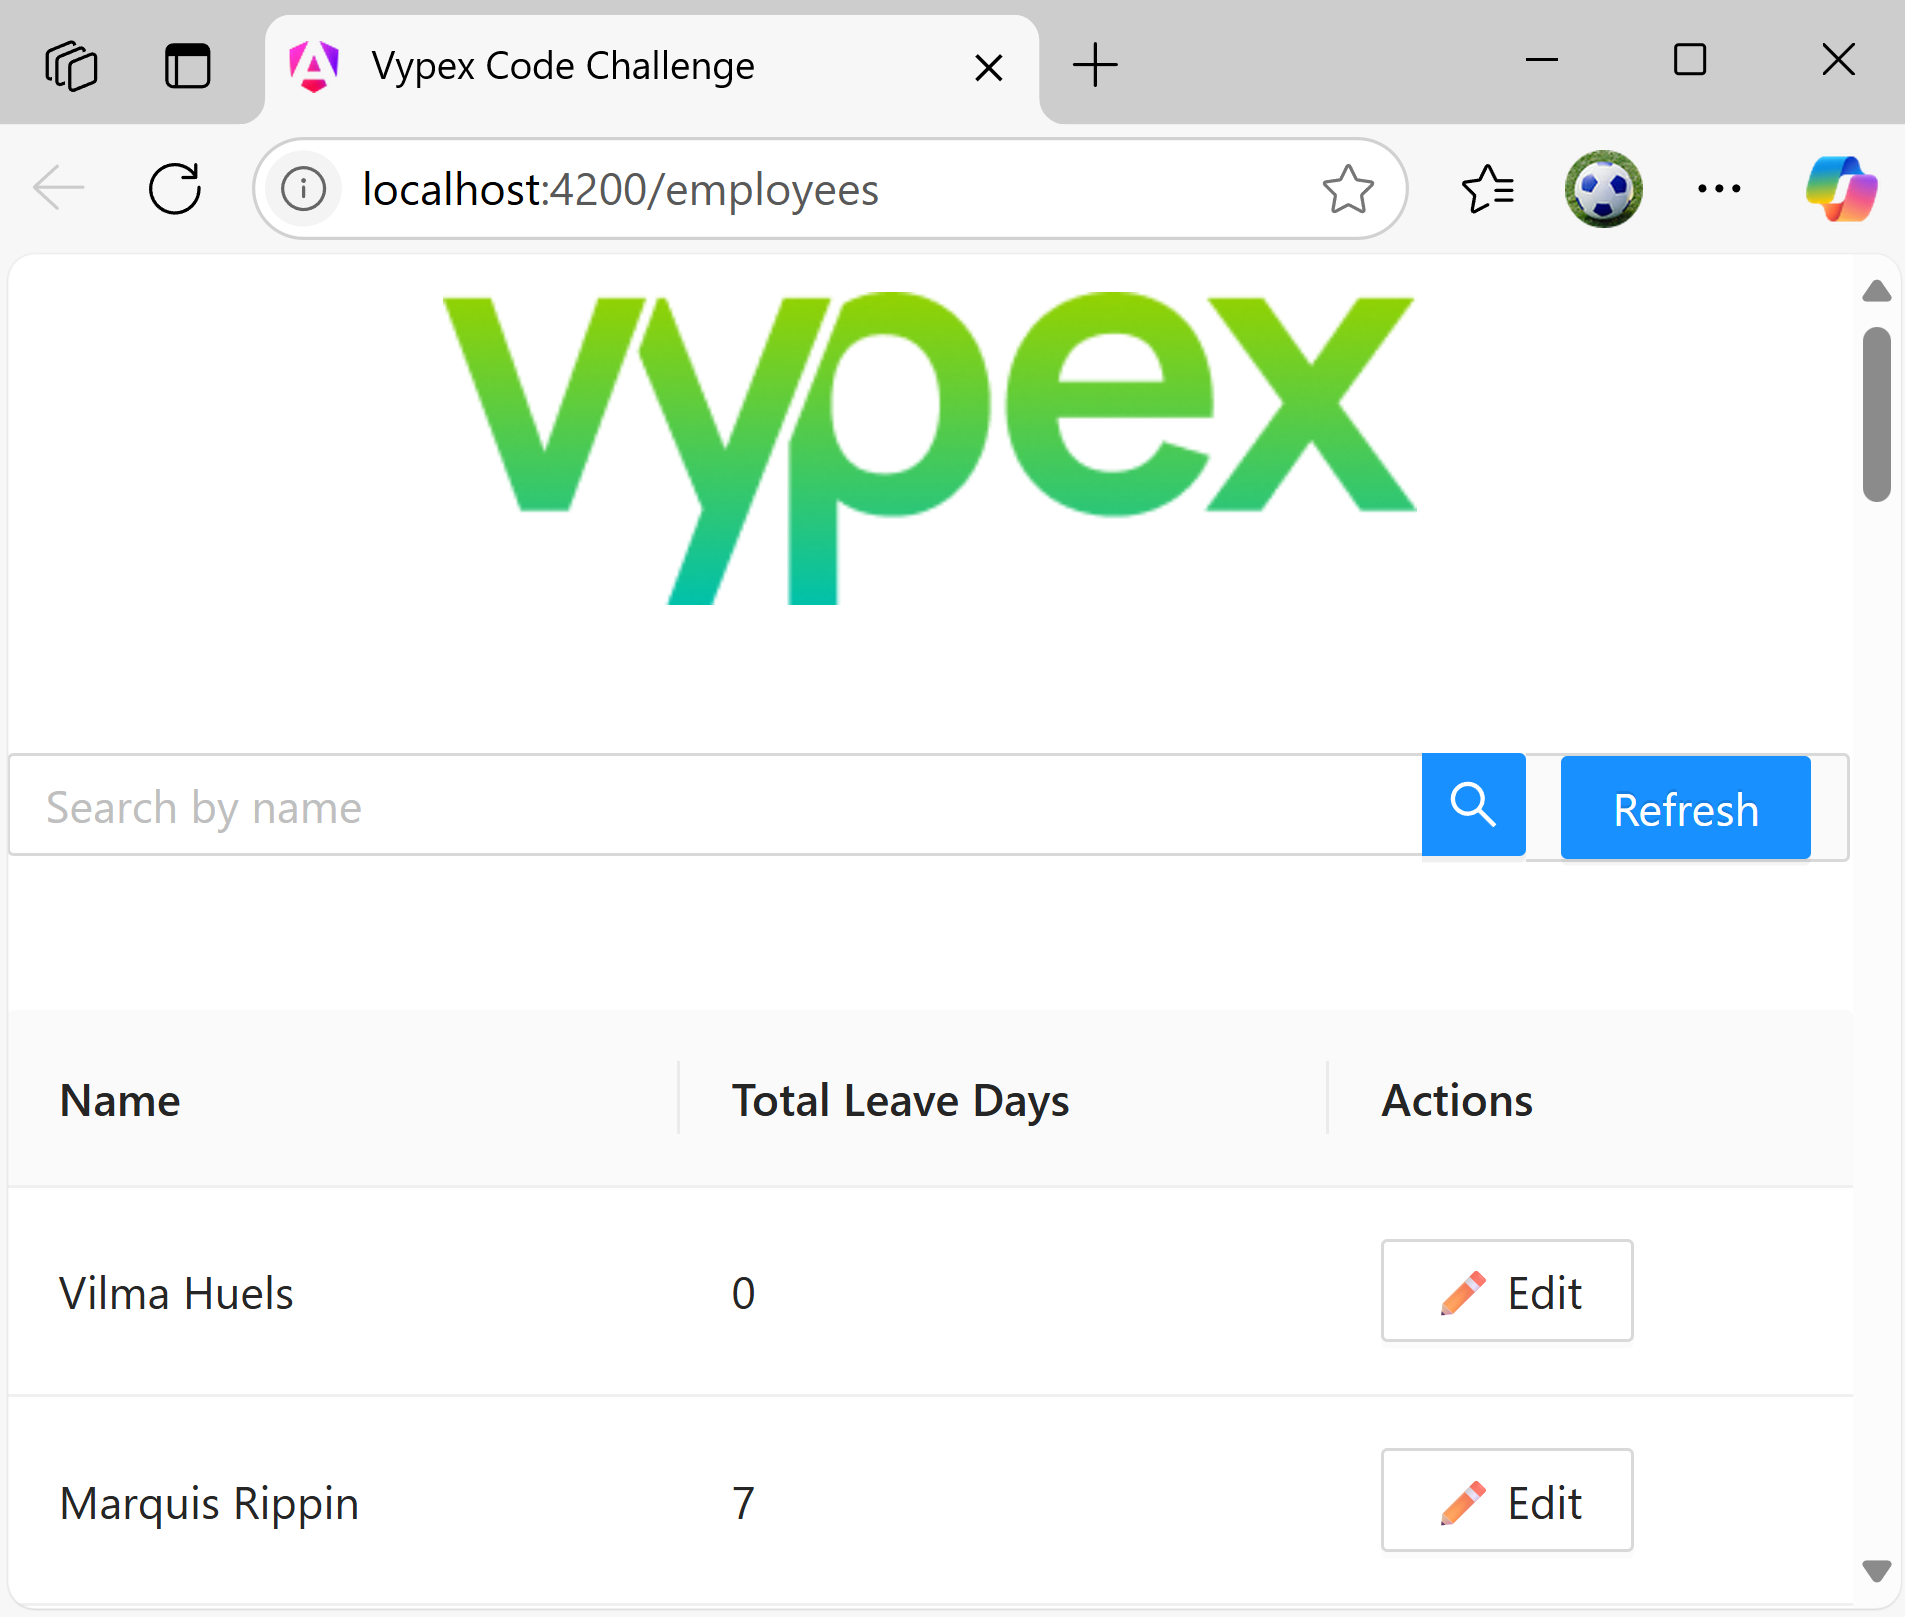 Vypex Code Challenge
localhost:4200/employees
vypex
Search by name
Refresh
Name Total Leave Days Actions
Vilma Huels 0 Edit
Marquis Rippin 7 Edit